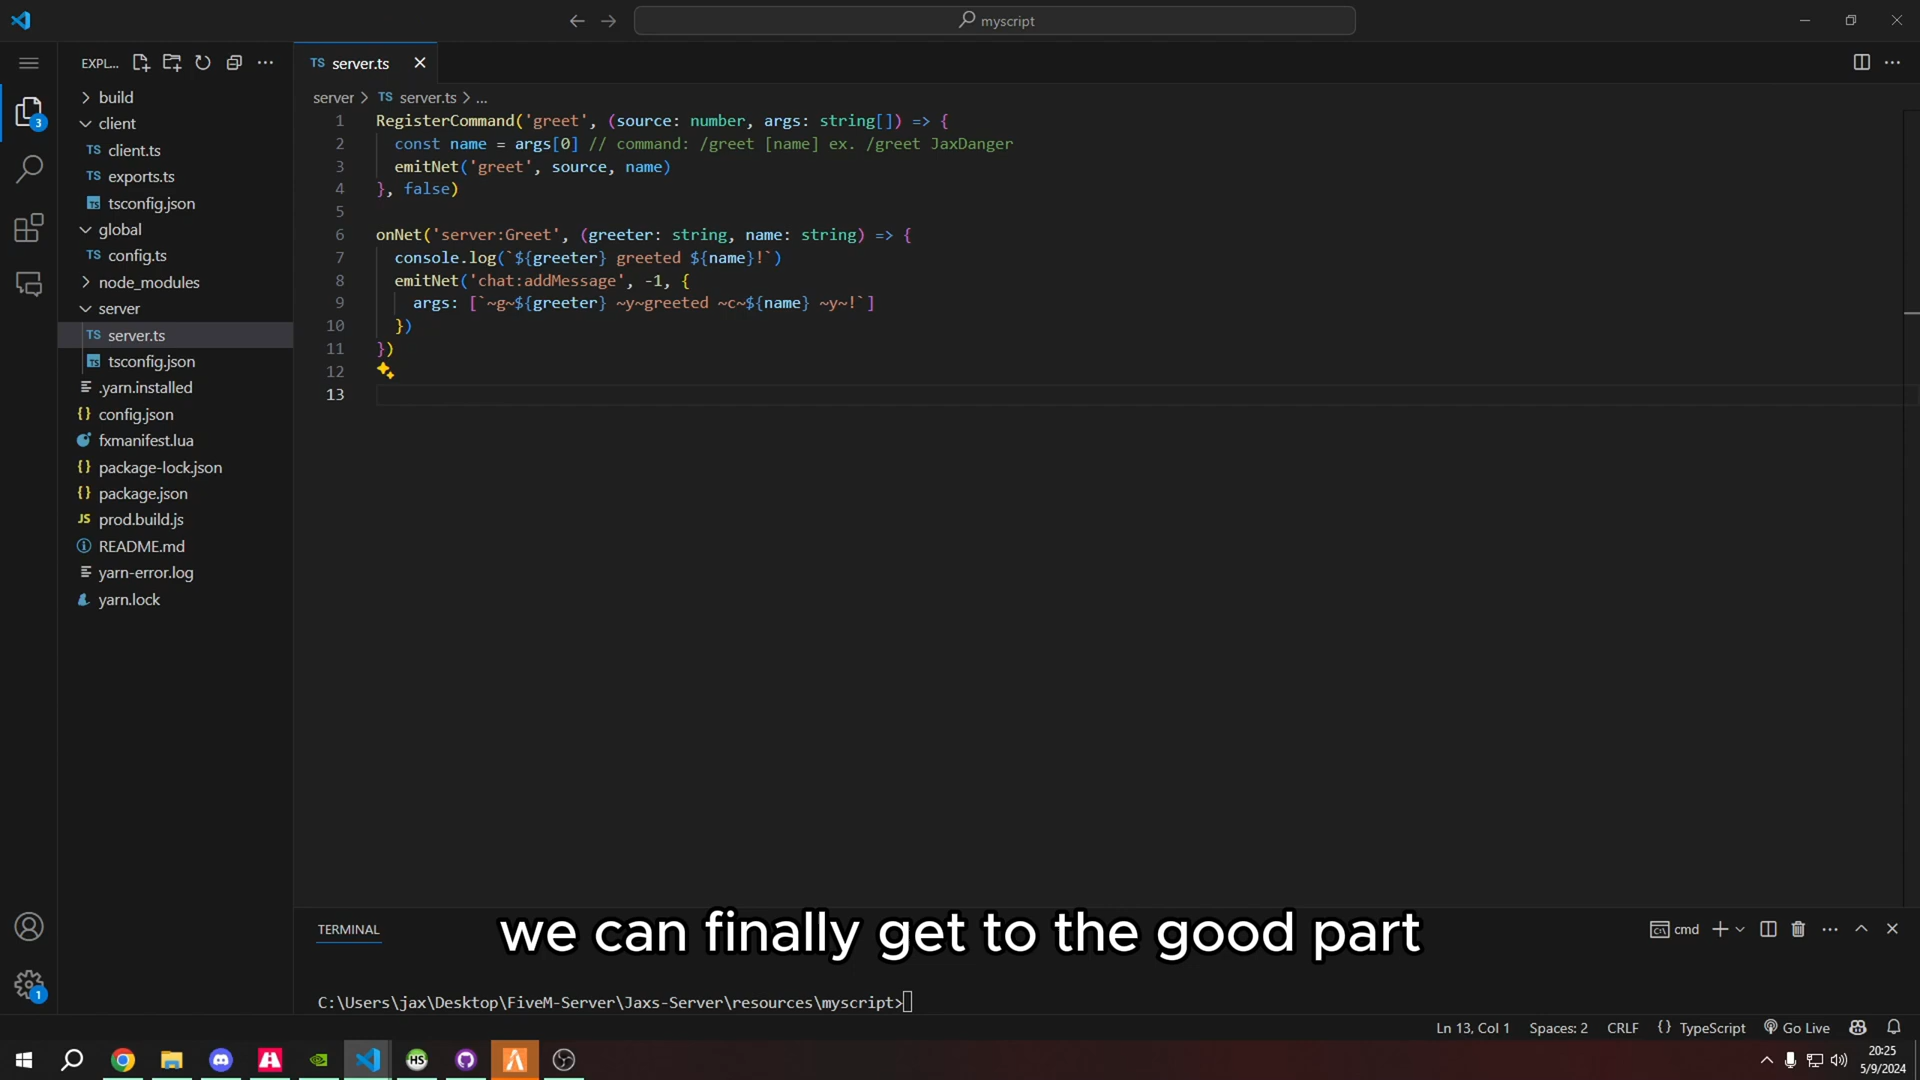 myscript
EXPL...
TS server.ts
server > TS server.ts > ...
build
client
TS client.ts
TS exports.ts
TS tsconfig.json
global
TS config.ts
node_modules
server
TS server.ts
TS tsconfig.json
.yarn.installed
{} config.json
fxmanifest.lua
{} package-lock.json
{} package.json
JS prod.build.js
README.md
yarn-error.log
yarn.lock
3
1
1 RegisterCommand('greet', (source: number, args: string[]) => {
2 const name = args[0] // command: /greet [name] ex. /greet JaxDanger
3 emitNet('greet', source, name)
4 }, false)
5
6 onNet('server:Greet', (greeter: string, name: string) => {
7 console.log(`${greeter} greeted ${name}!`)
8 emitNet('chat:addMessage', -1, {
9 args: [`~g~${greeter} ~y~greeted ~c~${name} ~y~!`]
10 })
11 })
12
13
TERMINAL
cmd
we can finally get to the good part
C:\Users\jax\Desktop\FiveM-Server\Jaxs-Server\resources\myscript>
Ln 13, Col 1 Spaces: 2 CRLF {} TypeScript Go Live
HS
20:25
5/9/2024